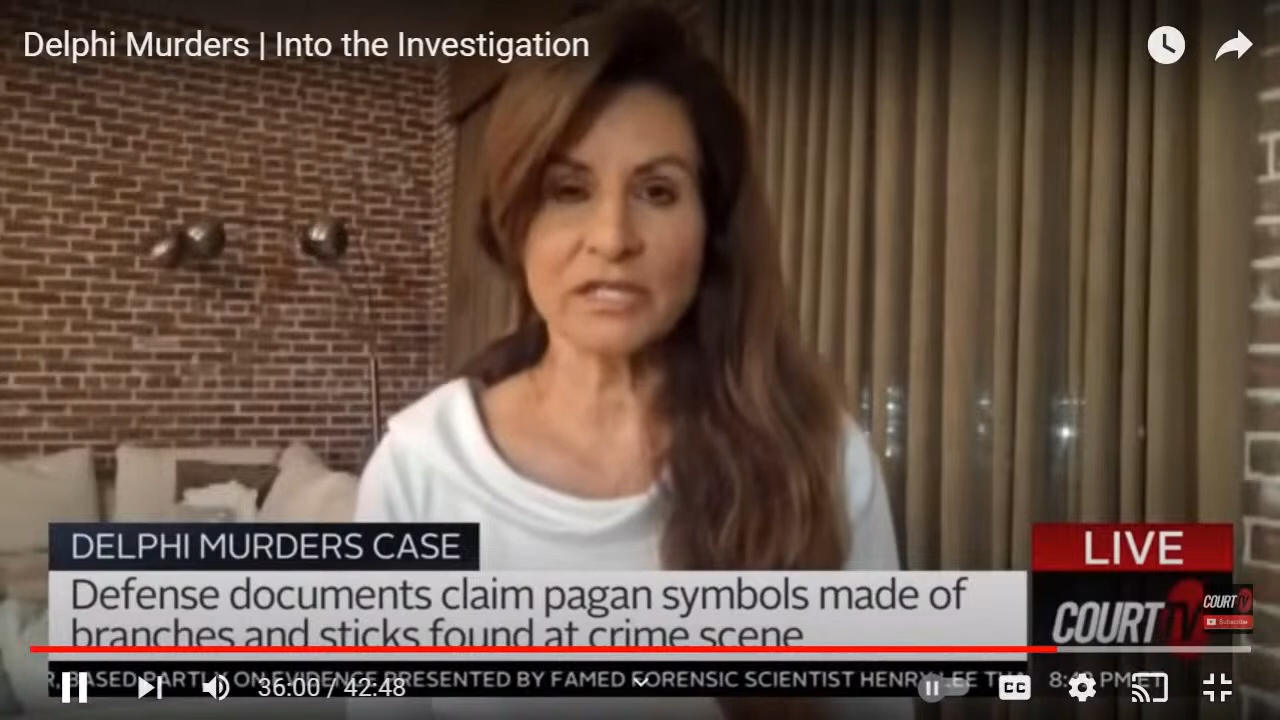 Delphi Murders | Into the Investigation
DELPHI MURDERS CASE
LIVE
Defense documents claim pagan symbols made of
branches and sticks found at crime scene
COURT TV
COURT TV
Subscribe
BASED PARTLY ON EVIDENCE PRESENTED BY FAMED FORENSIC SCIENTIST HENRY LEE
PM ET
36:00 / 42:48
CC